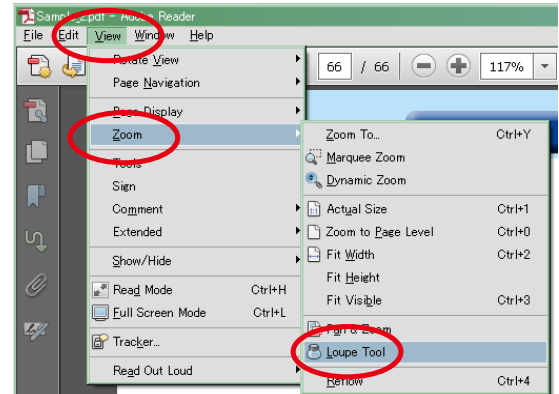 Sample_2.pdf - Adobe Reader
File Edit View Window Help
66 / 66 117%
Rotate View
Page Navigation
Page Display
Zoom
Tools
Sign
Comment
Extended
Show/Hide
Read Mode Ctrl+H
Full Screen Mode Ctrl+L
Tracker...
Read Out Loud
Zoom To... Ctrl+Y
Marquee Zoom
Dynamic Zoom
Actual Size Ctrl+1
Zoom to Page Level Ctrl+0
Fit Width Ctrl+2
Fit Height
Fit Visible Ctrl+3
Pan & Zoom
Loupe Tool
Reflow Ctrl+4